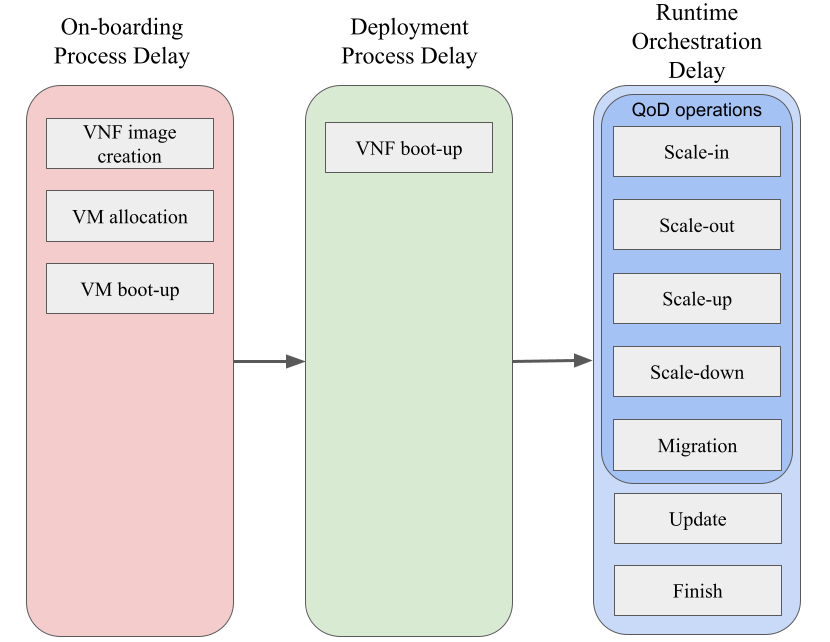 On-boarding
Process Delay
VNF image
creation
VM allocation
VM boot-up
Deployment
Process Delay
VNF boot-up
Runtime
Orchestration
Delay
QoD operations
Scale-in
Scale-out
Scale-up
Scale-down
Migration
Update
Finish